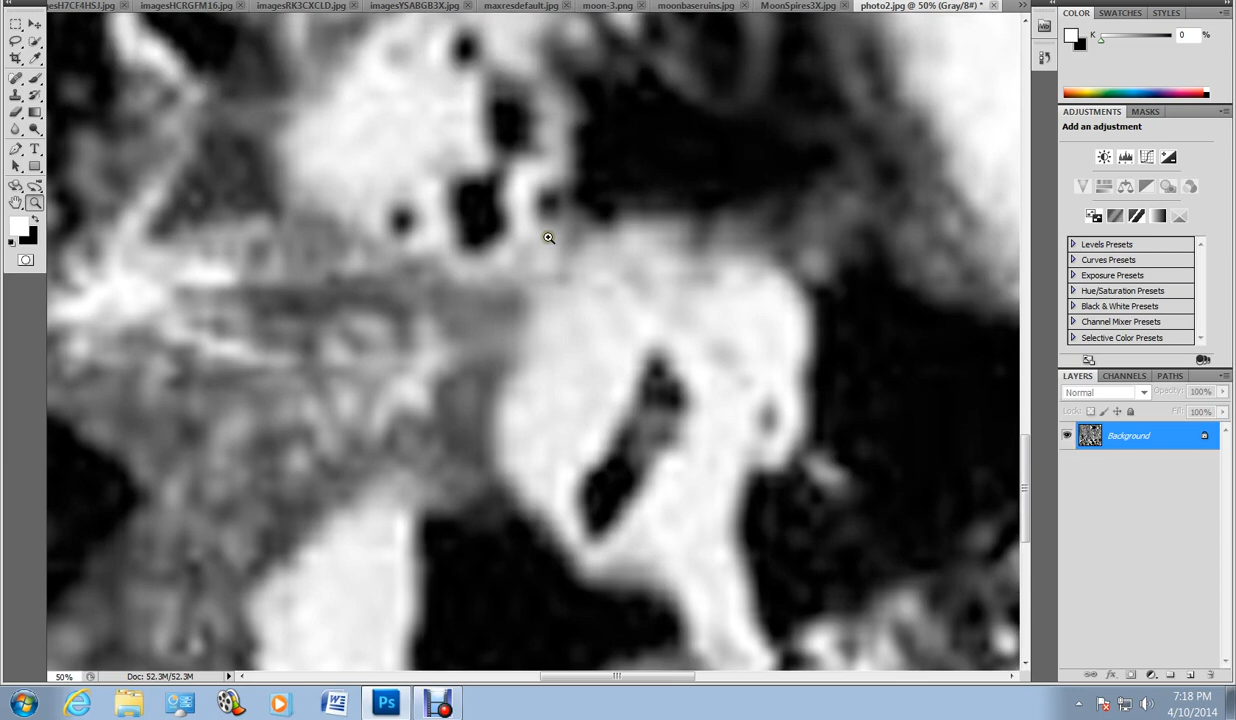 esH7CF4HSJ.jpg imagesHCRGFM16.jpg imagesRK3CXCLD.jpg imagesYSABGB3X.jpg maxresdefault.jpg moon-3.png moonbaseruins.jpg MoonSpires3X.jpg photo2.jpg @ 50% (Gray/8#) *
COLOR SWATCHES STYLES
K 0 %
ADJUSTMENTS MASKS
Add an adjustment
Levels Presets
Curves Presets
Exposure Presets
Hue/Saturation Presets
Black & White Presets
Channel Mixer Presets
Selective Color Presets
LAYERS CHANNELS PATHS
Normal Opacity: 100%
Lock: Fill: 100%
Background
50% Doc: 52.3M/52.3M
Ps
7:18 PM
4/10/2014